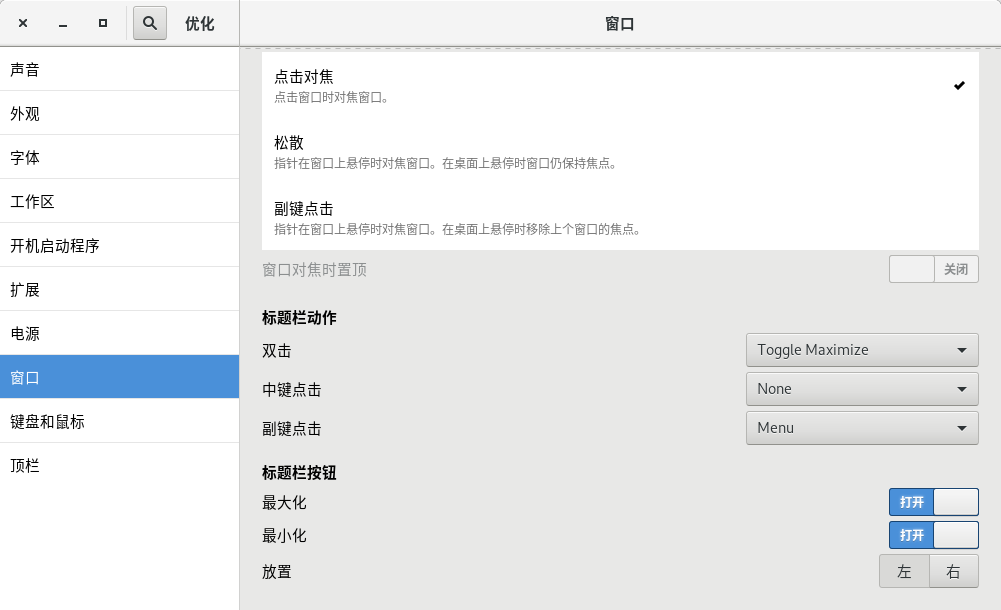 优化
窗口
声音
外观
字体
工作区
开机启动程序
扩展
电源
窗口
键盘和鼠标
顶栏
点击对焦
点击窗口时对焦窗口。
松散
指针在窗口上悬停时对焦窗口。在桌面上悬停时窗口仍保持焦点。
副键点击
指针在窗口上悬停时对焦窗口。在桌面上悬停时移除上个窗口的焦点。
窗口对焦时置顶 关闭
标题栏动作
双击 Toggle Maximize
中键点击 None
副键点击 Menu
标题栏按钮
最大化 打开
最小化 打开
放置 左 右